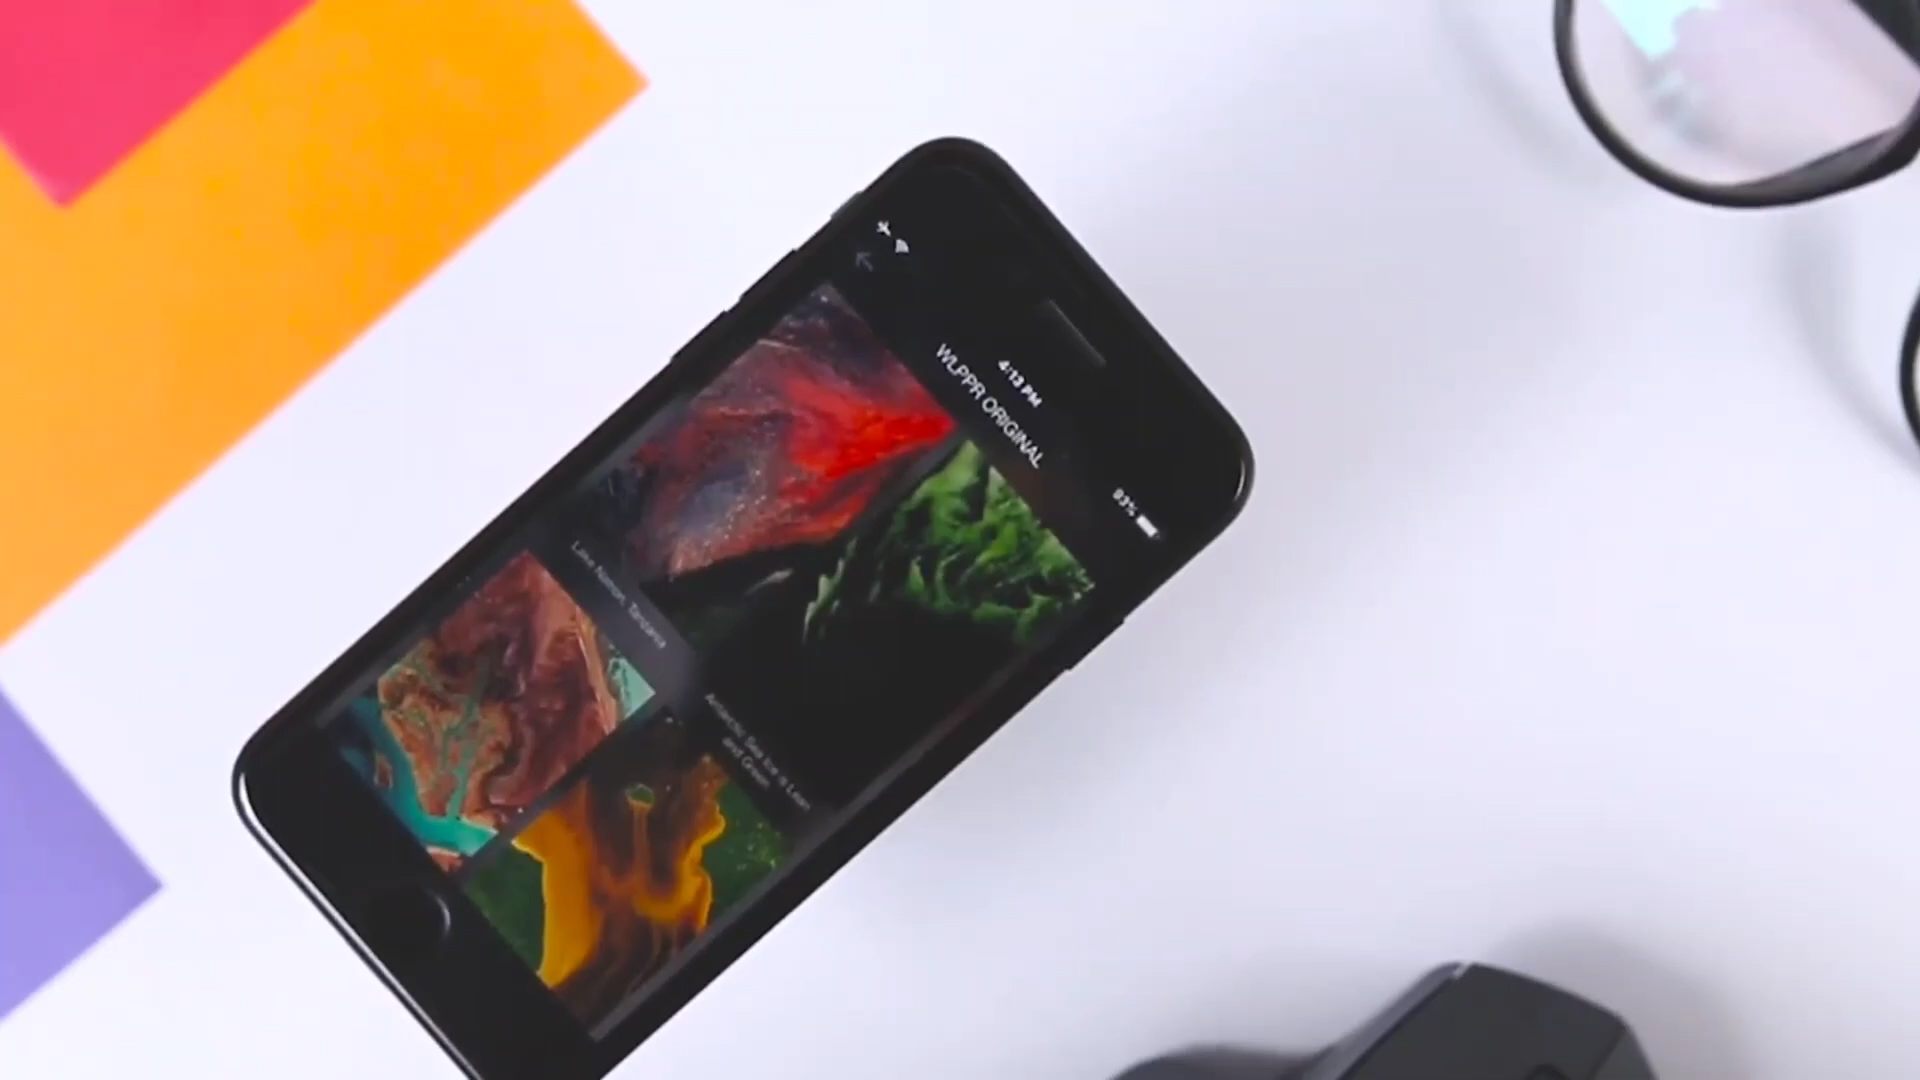 4:13 PM
93%
WLPPR ORIGINAL
Lake Natron, Tanzania
Antarctic Sea Ice is Lean
and Green